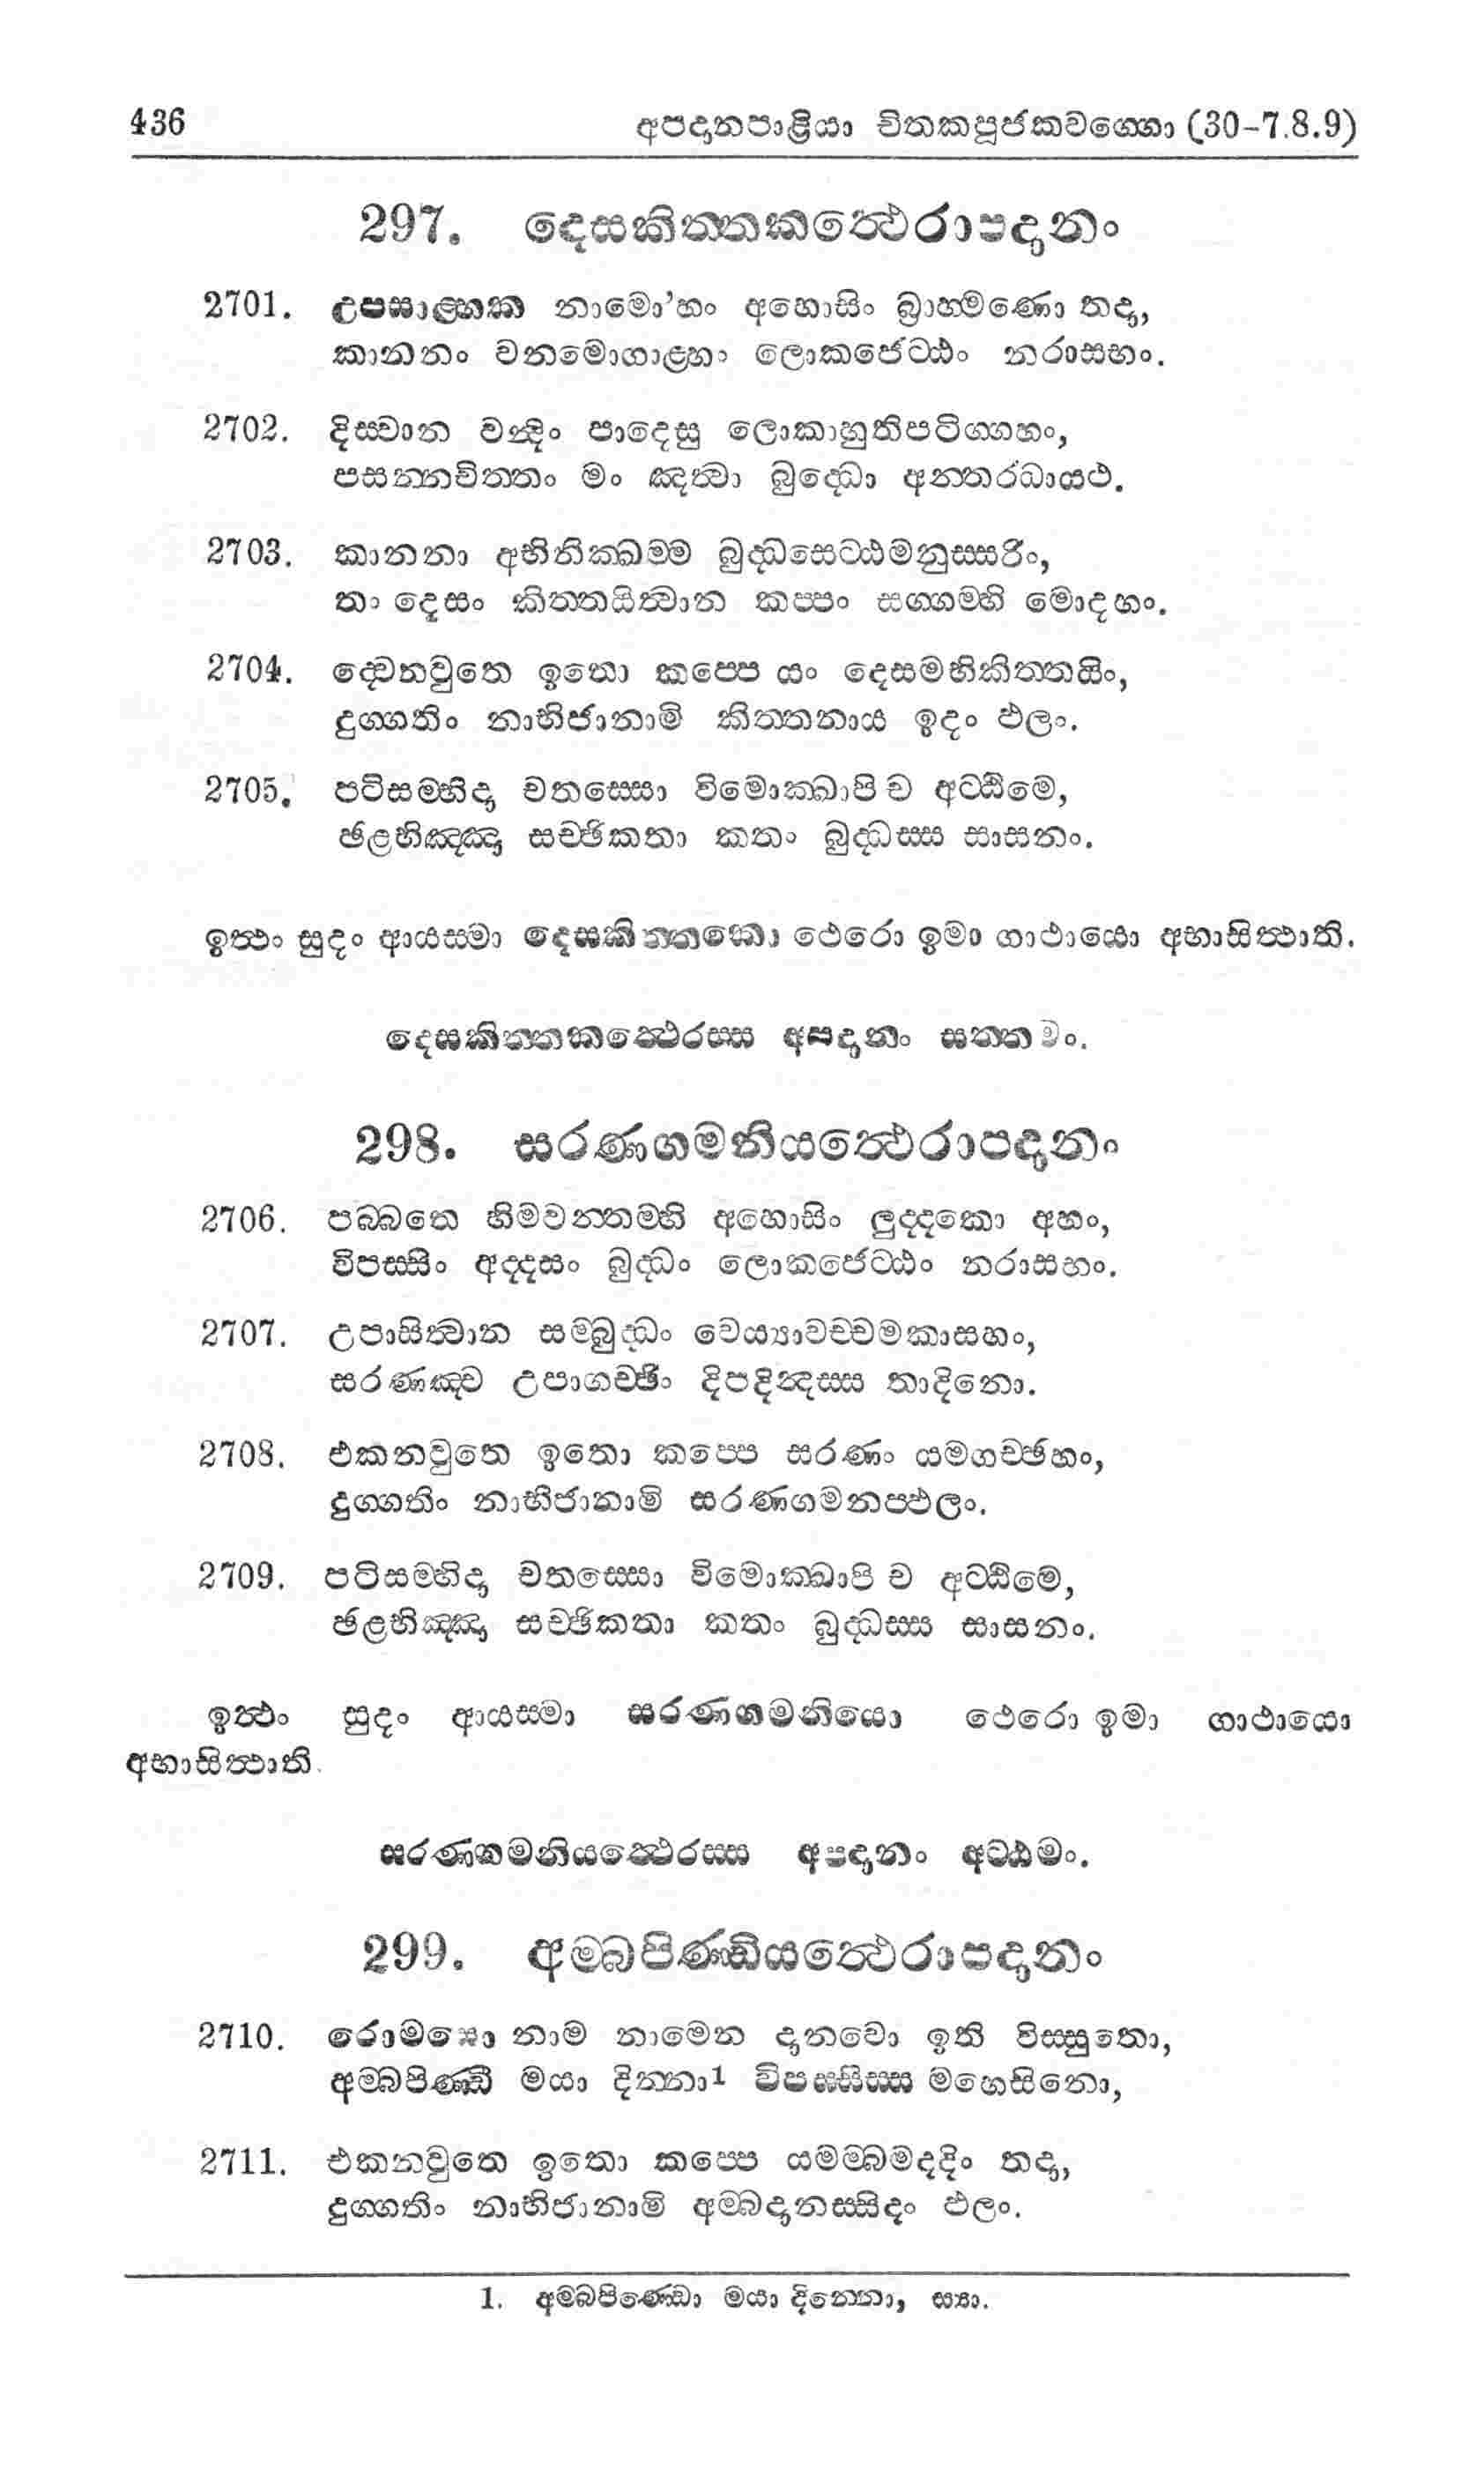 436 අපදානපාළියා චිතකපූජකවග්ගො (30-7.8.9)
297. දෙසකිත්තකත්ථෙරාපදානං
2701. උපසාළ්හක නාමො’හං අහොසිං බ්‍රාහ්මණො තදා,
කානනං වනමොගාළ්හං ලොකජෙට්ඨං නරාසභං.
2702. දිස්වාන වන්දිං පාදෙසු ලොකාහුතිපටිග්ගහං,
පසන්නචිත්තං මං ඤත්වා බුද්ධො අන්තරධායථ.
2703. කානනා අභිනික්ඛම්ම බුද්ධසෙට්ඨමනුස්සරිං,
තං දෙසං කිත්තයිත්වාන කප්පං සග්ගම්හි මොදහං.
2704. ද්වෙනවුතෙ ඉතො කප්පෙ යං දෙසමභිකිත්තයිං,
දුග්ගතිං නාභිජානාමි කිත්තනාය ඉදං ඵලං.
2705. පටිසම්භිදා චතස්සො විමොක්ඛාපි ච අට්ඨිමෙ,
ඡළභිඤ්ඤා සච්ඡිකතා කතං බුද්ධස්ස සාසනං.
ඉත්ථං සුදං ආයස්මා දෙසකිත්තකො ථෙරො ඉමා ගාථායො අභාසිත්ථාති.
දෙසකිත්තකත්ථෙරස්ස අපදානං සත්තමං.
298. සරණගමනියත්ථෙරාපදානං
2706. පබ්බතෙ හිමවන්තම්හි අහොසිං ලුද්දකො අහං,
විපස්සිං අද්දසං බුද්ධං ලොකජෙට්ඨං නරාසභං.
2707. උපාසිත්වාන සම්බුද්ධං වෙය්‍යාවච්චමකාසහං,
සරණඤ්ච උපාගච්ඡිං දිපදින්දස්ස තාදිනො.
2708. එකනවුතෙ ඉතො කප්පෙ සරණං යමගච්ඡහං,
දුග්ගතිං නාභිජානාමි සරණගමනප්ඵලං.
2709. පටිසම්භිදා චතස්සො විමොක්ඛාපි ච අට්ඨිමෙ,
ඡළභිඤ්ඤා සච්ඡිකතා කතං බුද්ධස්ස සාසනං.
ඉත්ථං සුදං ආයස්මා සරණගමනියො ථෙරො ඉමා ගාථායො
අභාසිත්ථාති.
සරණගමනියත්ථෙරස්ස අපදානං අට්ඨමං.
299. අම්බපිණ්ඩියත්ථෙරාපදානං
2710. රොමසො නාම නාමෙන දානවො ඉති විස්සුතො,
අම්බපිණ්ඩී මයා දින්නා1 විපස්සිස්ස මහෙසිනො,
2711. එකනවුතෙ ඉතො කප්පෙ යමම්බමදදිං තදා,
දුග්ගතිං නාභිජානාමි අම්බදානස්සිදං ඵලං.
1. අම්බපිණ්ඩො මයා දින්නො, ස්‍යා.